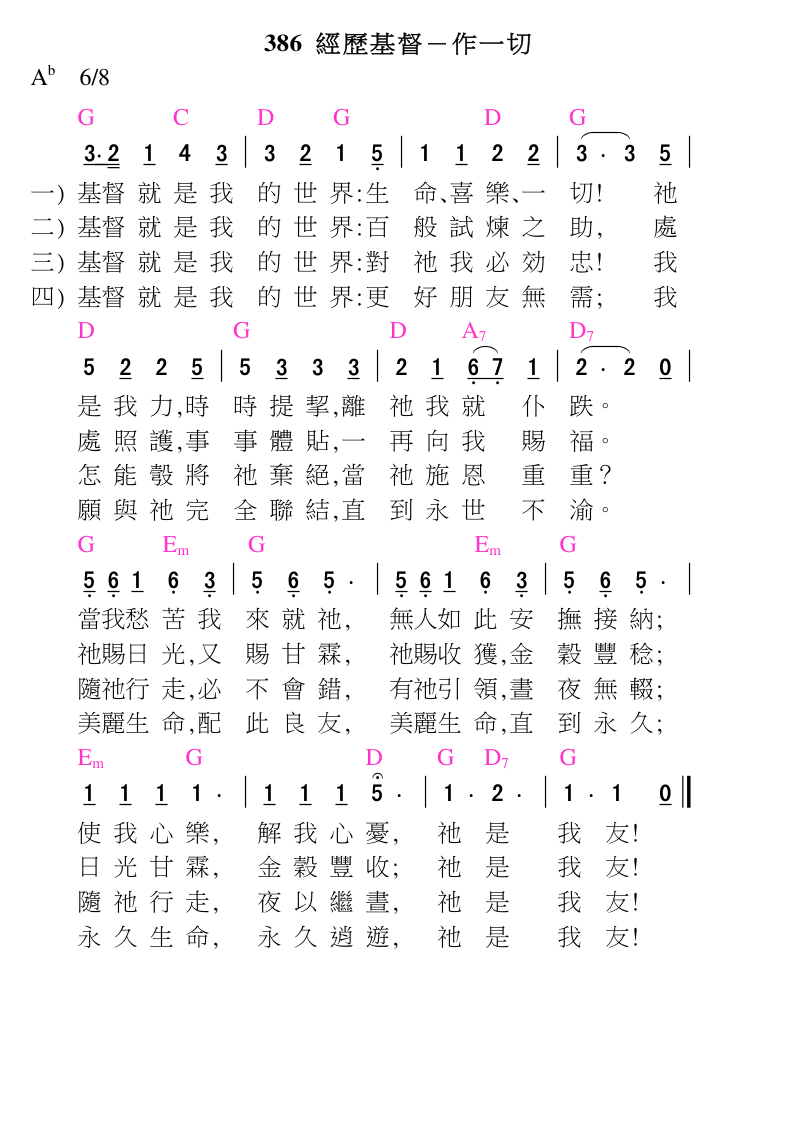 386 經歷基督－作一切
A♭ 6/8
G C D G D G
3·2 1 4 3 | 3 2 1 5 | 1 1 2 2 | 3 · 3 5 |
一) 基督 就 是 我 的 世 界:生 命、喜 樂、一 切! 祂
二) 基督 就 是 我 的 世 界:百 般 試 煉 之 助, 處
三) 基督 就 是 我 的 世 界:對 祂 我 必 効 忠! 我
四) 基督 就 是 我 的 世 界:更 好 朋 友 無 需; 我
D G D A7 D7
5 2 2 5 | 5 3 3 3 | 2 1 6 7 1 | 2 · 2 0 |
是 我 力,時 時 提 挈,離 祂 我 就 仆 跌。
處 照 護,事 事 體 貼,一 再 向 我 賜 福。
怎 能 彀 將 祂 棄 絕,當 祂 施 恩 重 重?
願 與 祂 完 全 聯 結,直 到 永 世 不 渝。
G Em G Em G
5 6 1 6 3 | 5 6 5 · | 5 6 1 6 3 | 5 6 5 · |
當我愁 苦 我 來 就 祂, 無人如 此 安 撫 接 納;
祂賜日 光,又 賜 甘 霖, 祂賜收 獲,金 穀 豐 稔;
隨祂行 走,必 不 會 錯, 有祂引 領,晝 夜 無 輟;
美麗生 命,配 此 良 友, 美麗生 命,直 到 永 久;
Em G D G D7 G
1 1 1 1 · | 1 1 1 5 · | 1 · 2 · | 1 · 1 0 ||
使 我 心 樂, 解 我 心 憂, 祂 是 我 友!
日 光 甘 霖, 金 穀 豐 收; 祂 是 我 友!
隨 祂 行 走, 夜 以 繼 晝, 祂 是 我 友!
永 久 生 命, 永 久 逍 遊, 祂 是 我 友!